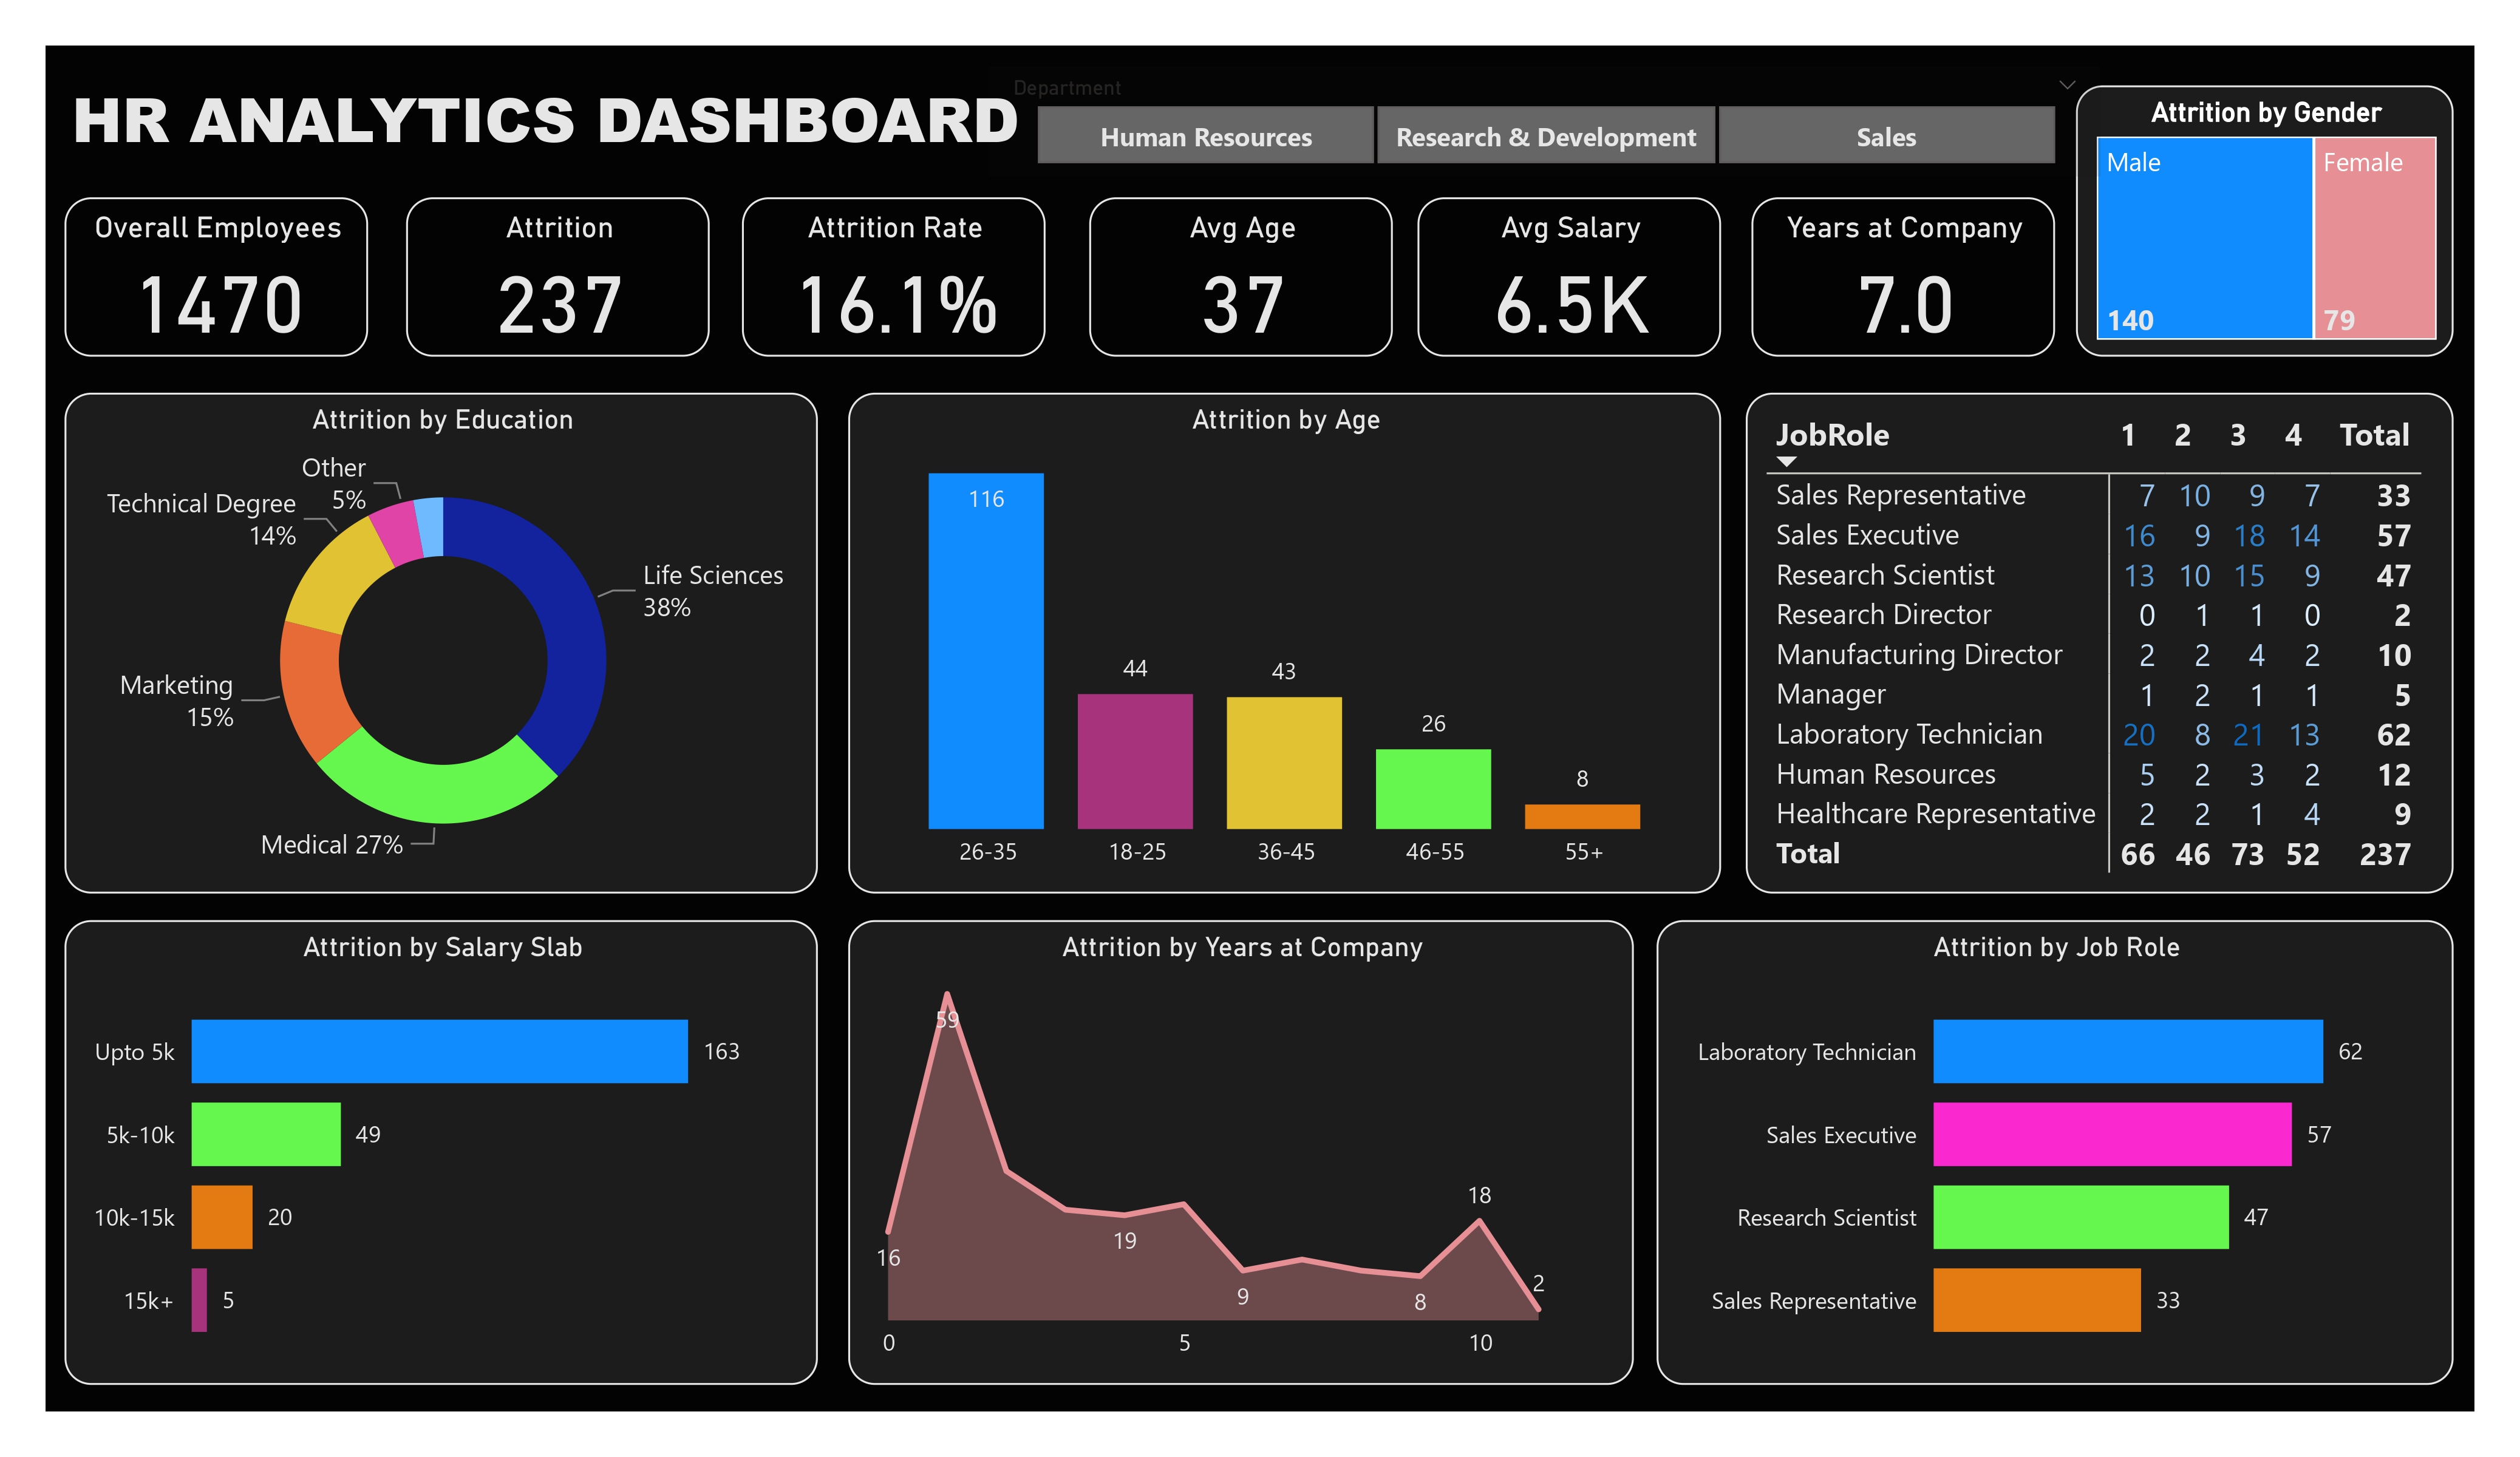 Department
HR ANALYTICS DASHBOARD
Human Resources
Research & Development
Sales
Attrition by Gender
Male
Female
140
79
Overall Employees
1470
Attrition
237
Attrition Rate
16.1%
Avg Age
37
Avg Salary
6.5K
Years at Company
7.0
Attrition by Education
Other
5%
Technical Degree
14%
Life Sciences
38%
Marketing
15%
Medical 27%
Attrition by Age
116
44
43
26
8
26-35 18-25 36-45 46-55 55+
JobRole 1 2 3 4 Total
Sales Representative 7 10 9 7 33
Sales Executive 16 9 18 14 57
Research Scientist 13 10 15 9 47
Research Director 0 1 1 0 2
Manufacturing Director 2 2 4 2 10
Manager 1 2 1 1 5
Laboratory Technician 20 8 21 13 62
Human Resources 5 2 3 2 12
Healthcare Representative 2 2 1 4 9
Total 66 46 73 52 237
Attrition by Salary Slab
Upto 5k 163
5k-10k 49
10k-15k 20
15k+ 5
Attrition by Years at Company
59
16
19
9
8
18
2
0 5 10
Attrition by Job Role
Laboratory Technician 62
Sales Executive 57
Research Scientist 47
Sales Representative 33